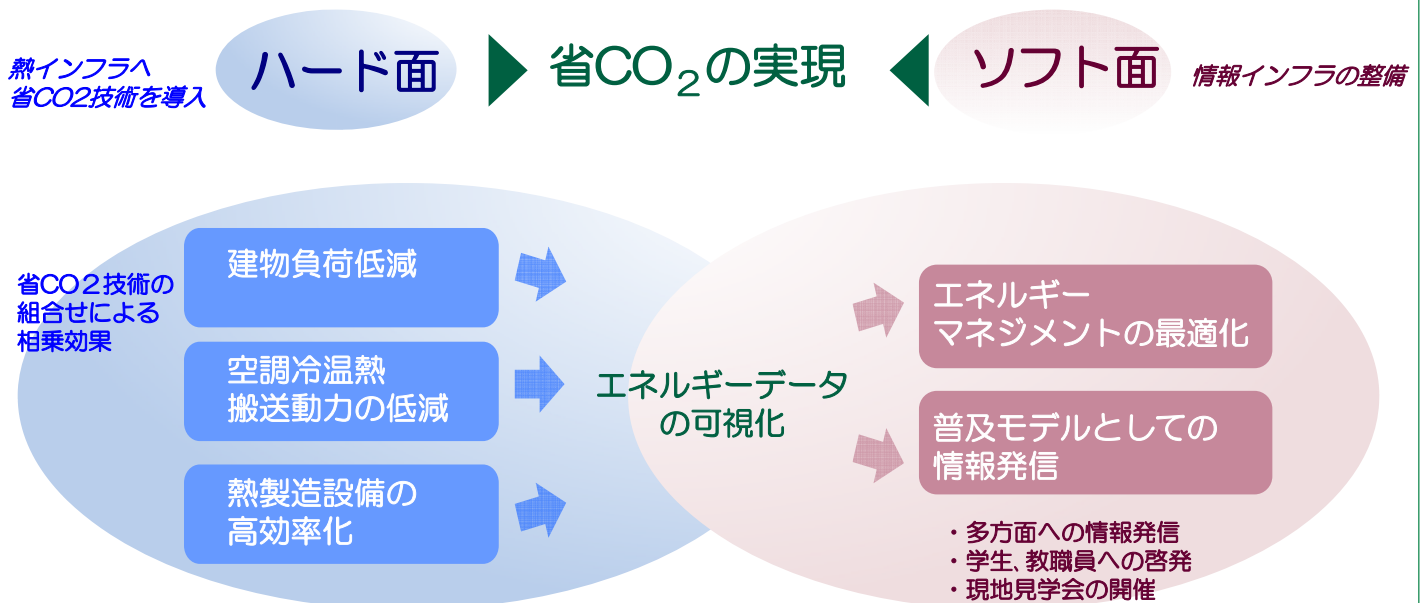 熱インフラへ
省CO2技術を導入
ハード面
省CO₂の実現
ソフト面
情報インフラの整備
省CO２技術の
組合せによる
相乗効果
建物負荷低減
空調冷温熱
搬送動力の低減
熱製造設備の
高効率化
エネルギーデータ
の可視化
エネルギー
マネジメントの最適化
普及モデルとしての
情報発信
・多方面への情報発信
・学生、教職員への啓発
・現地見学会の開催